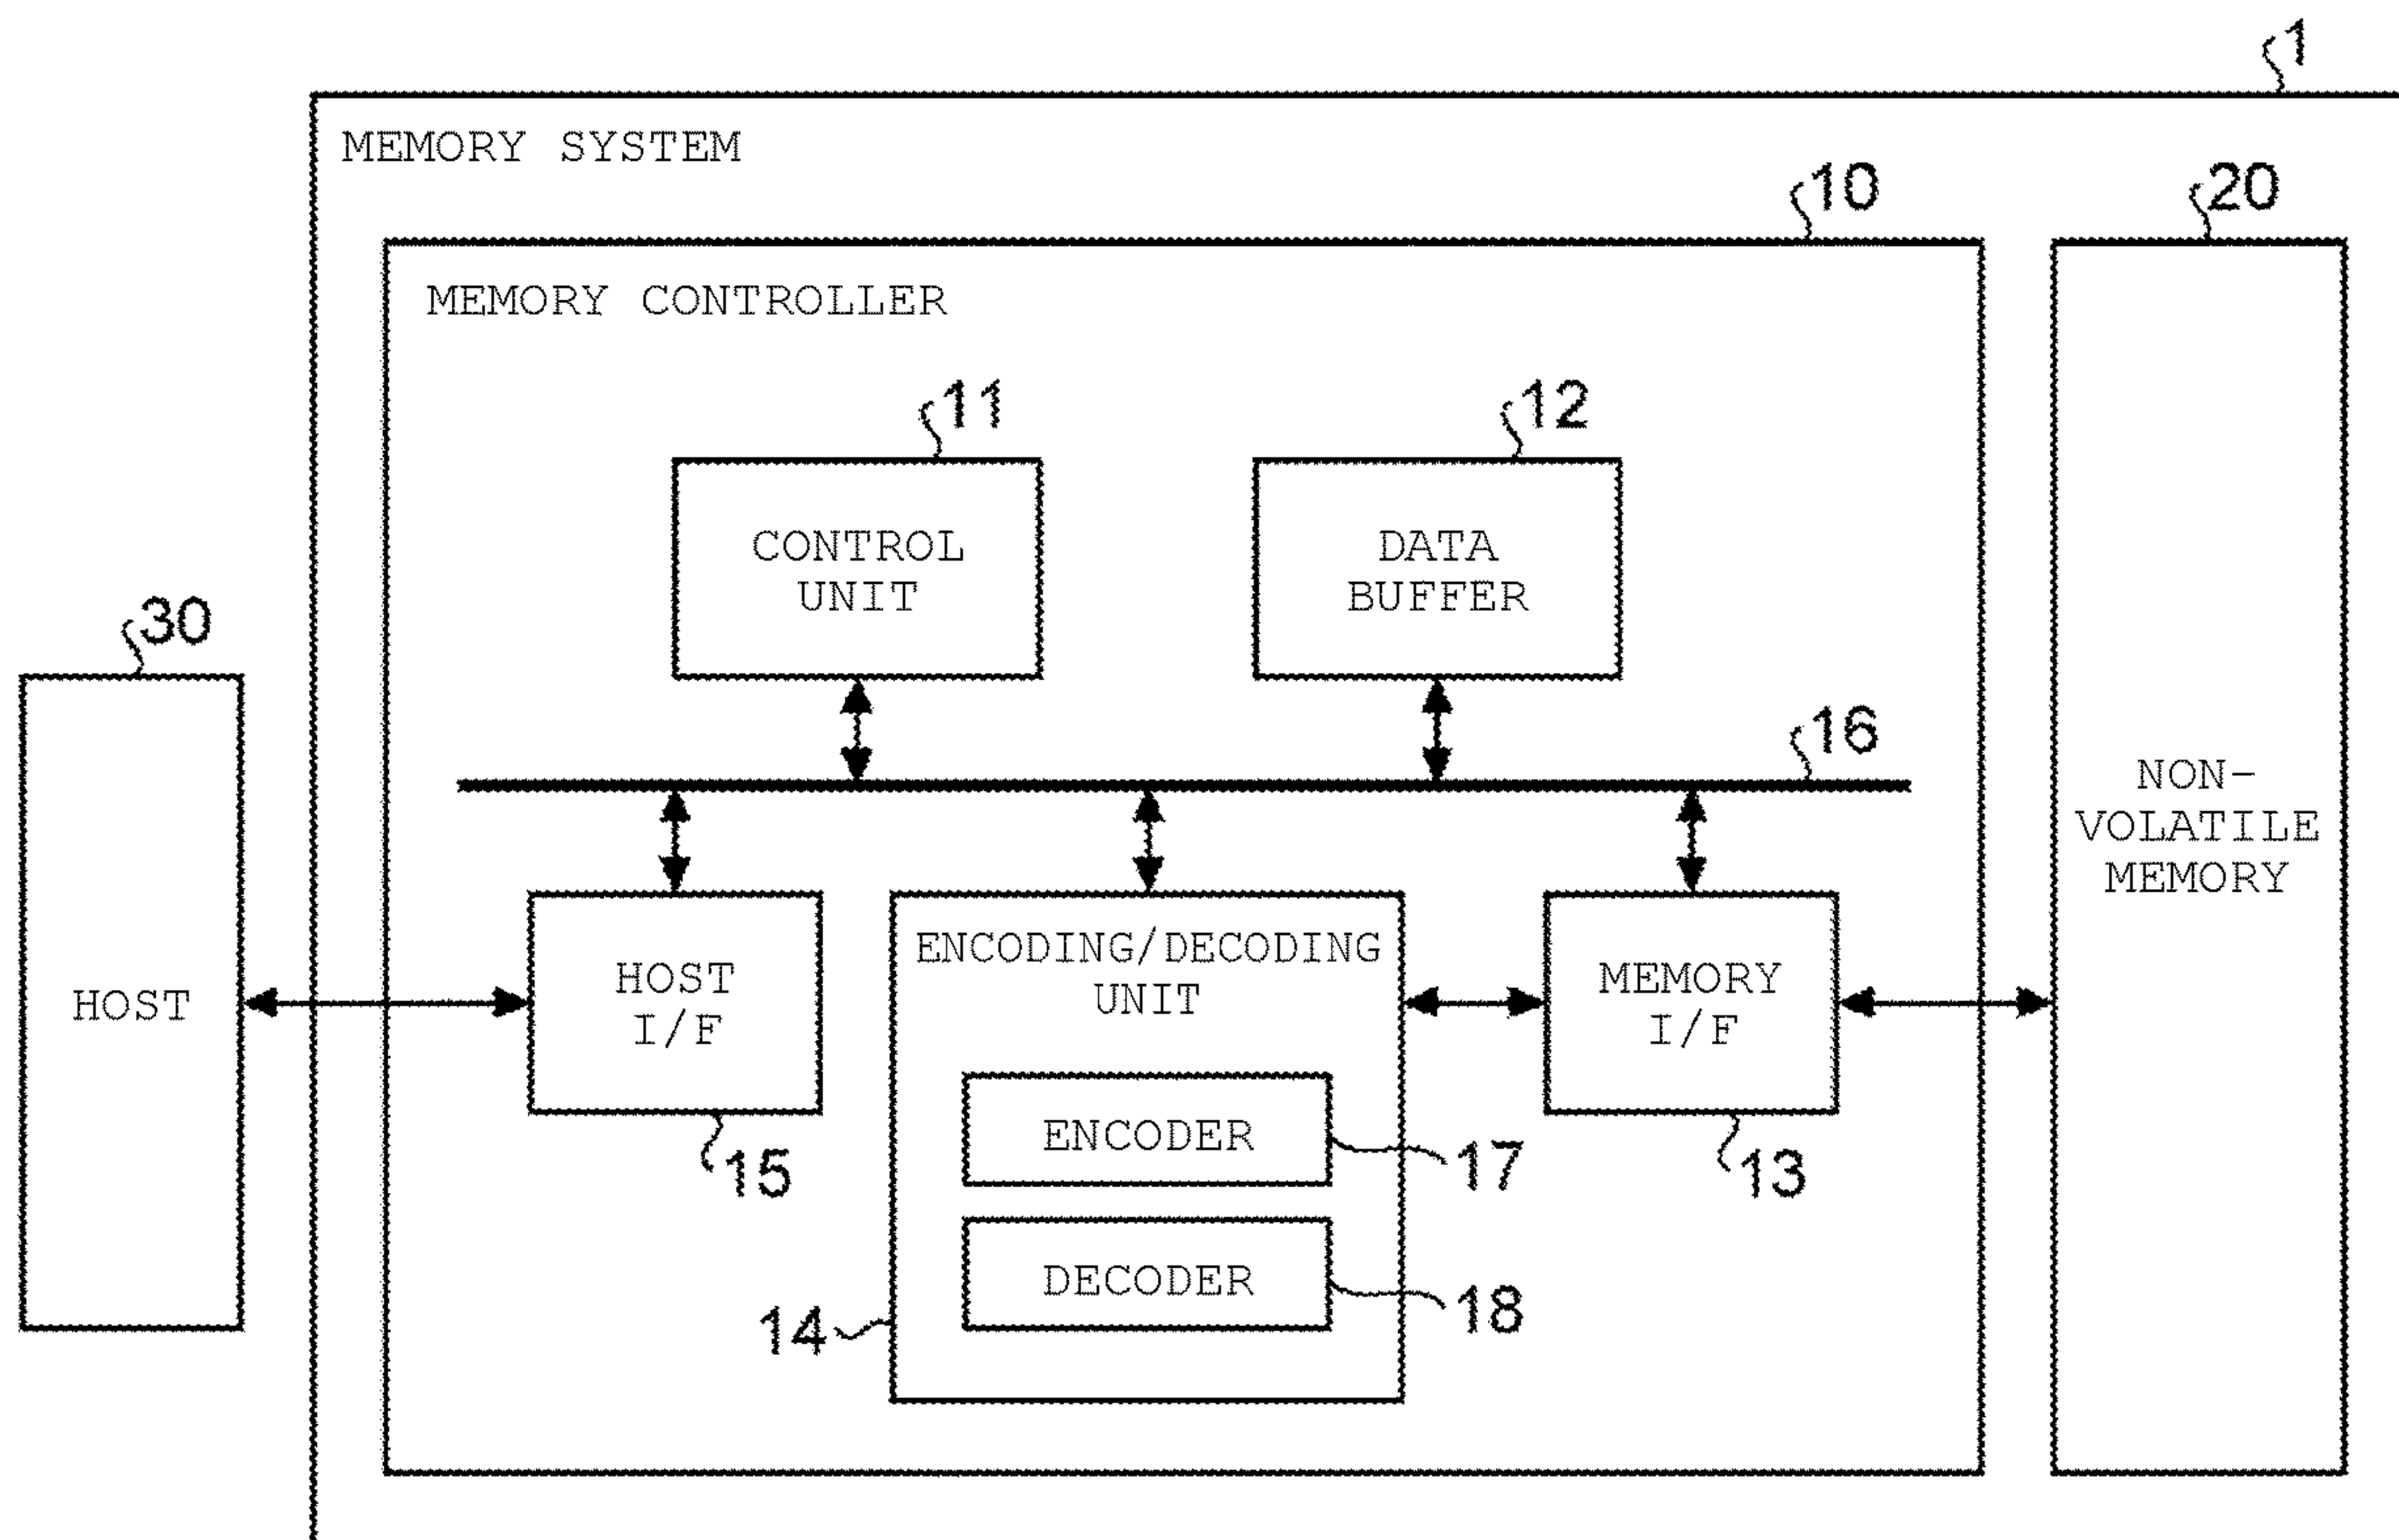 1
MEMORY SYSTEM
10
20
MEMORY CONTROLLER
11
12
CONTROL
UNIT
DATA
BUFFER
30
16
NON-
VOLATILE
MEMORY
HOST
HOST
I/F
ENCODING/DECODING
UNIT
MEMORY
I/F
ENCODER
17
15
13
DECODER
18
14